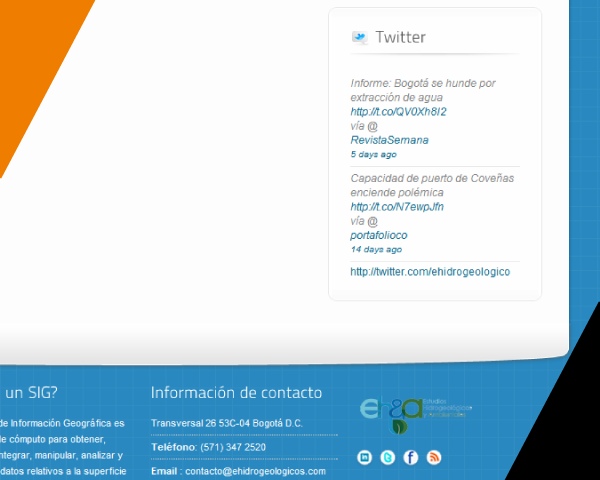 Twitter
Informe: Bogotá se hunde por
extracción de agua
http://t.co/QV0Xh8I2
vía @
RevistaSemana
5 days ago
Capacidad de puerto de Coveñas
enciende polémica
http://t.co/N7ewpJfn
vía @
portafolioco
14 days ago
http://twitter.com/ehidrogeologico
un SIG?
de Información Geográfica es
de cómputo para obtener,
integrar, manipular, analizar y
datos relativos a la superficie
Información de contacto
Transversal 26 53C-04 Bogotá D.C.
Teléfono: (571) 347 2520
Email : contacto@ehidrogeologicos.com
eh&a
Estudios
Hidrogeológicos
y Ambientales